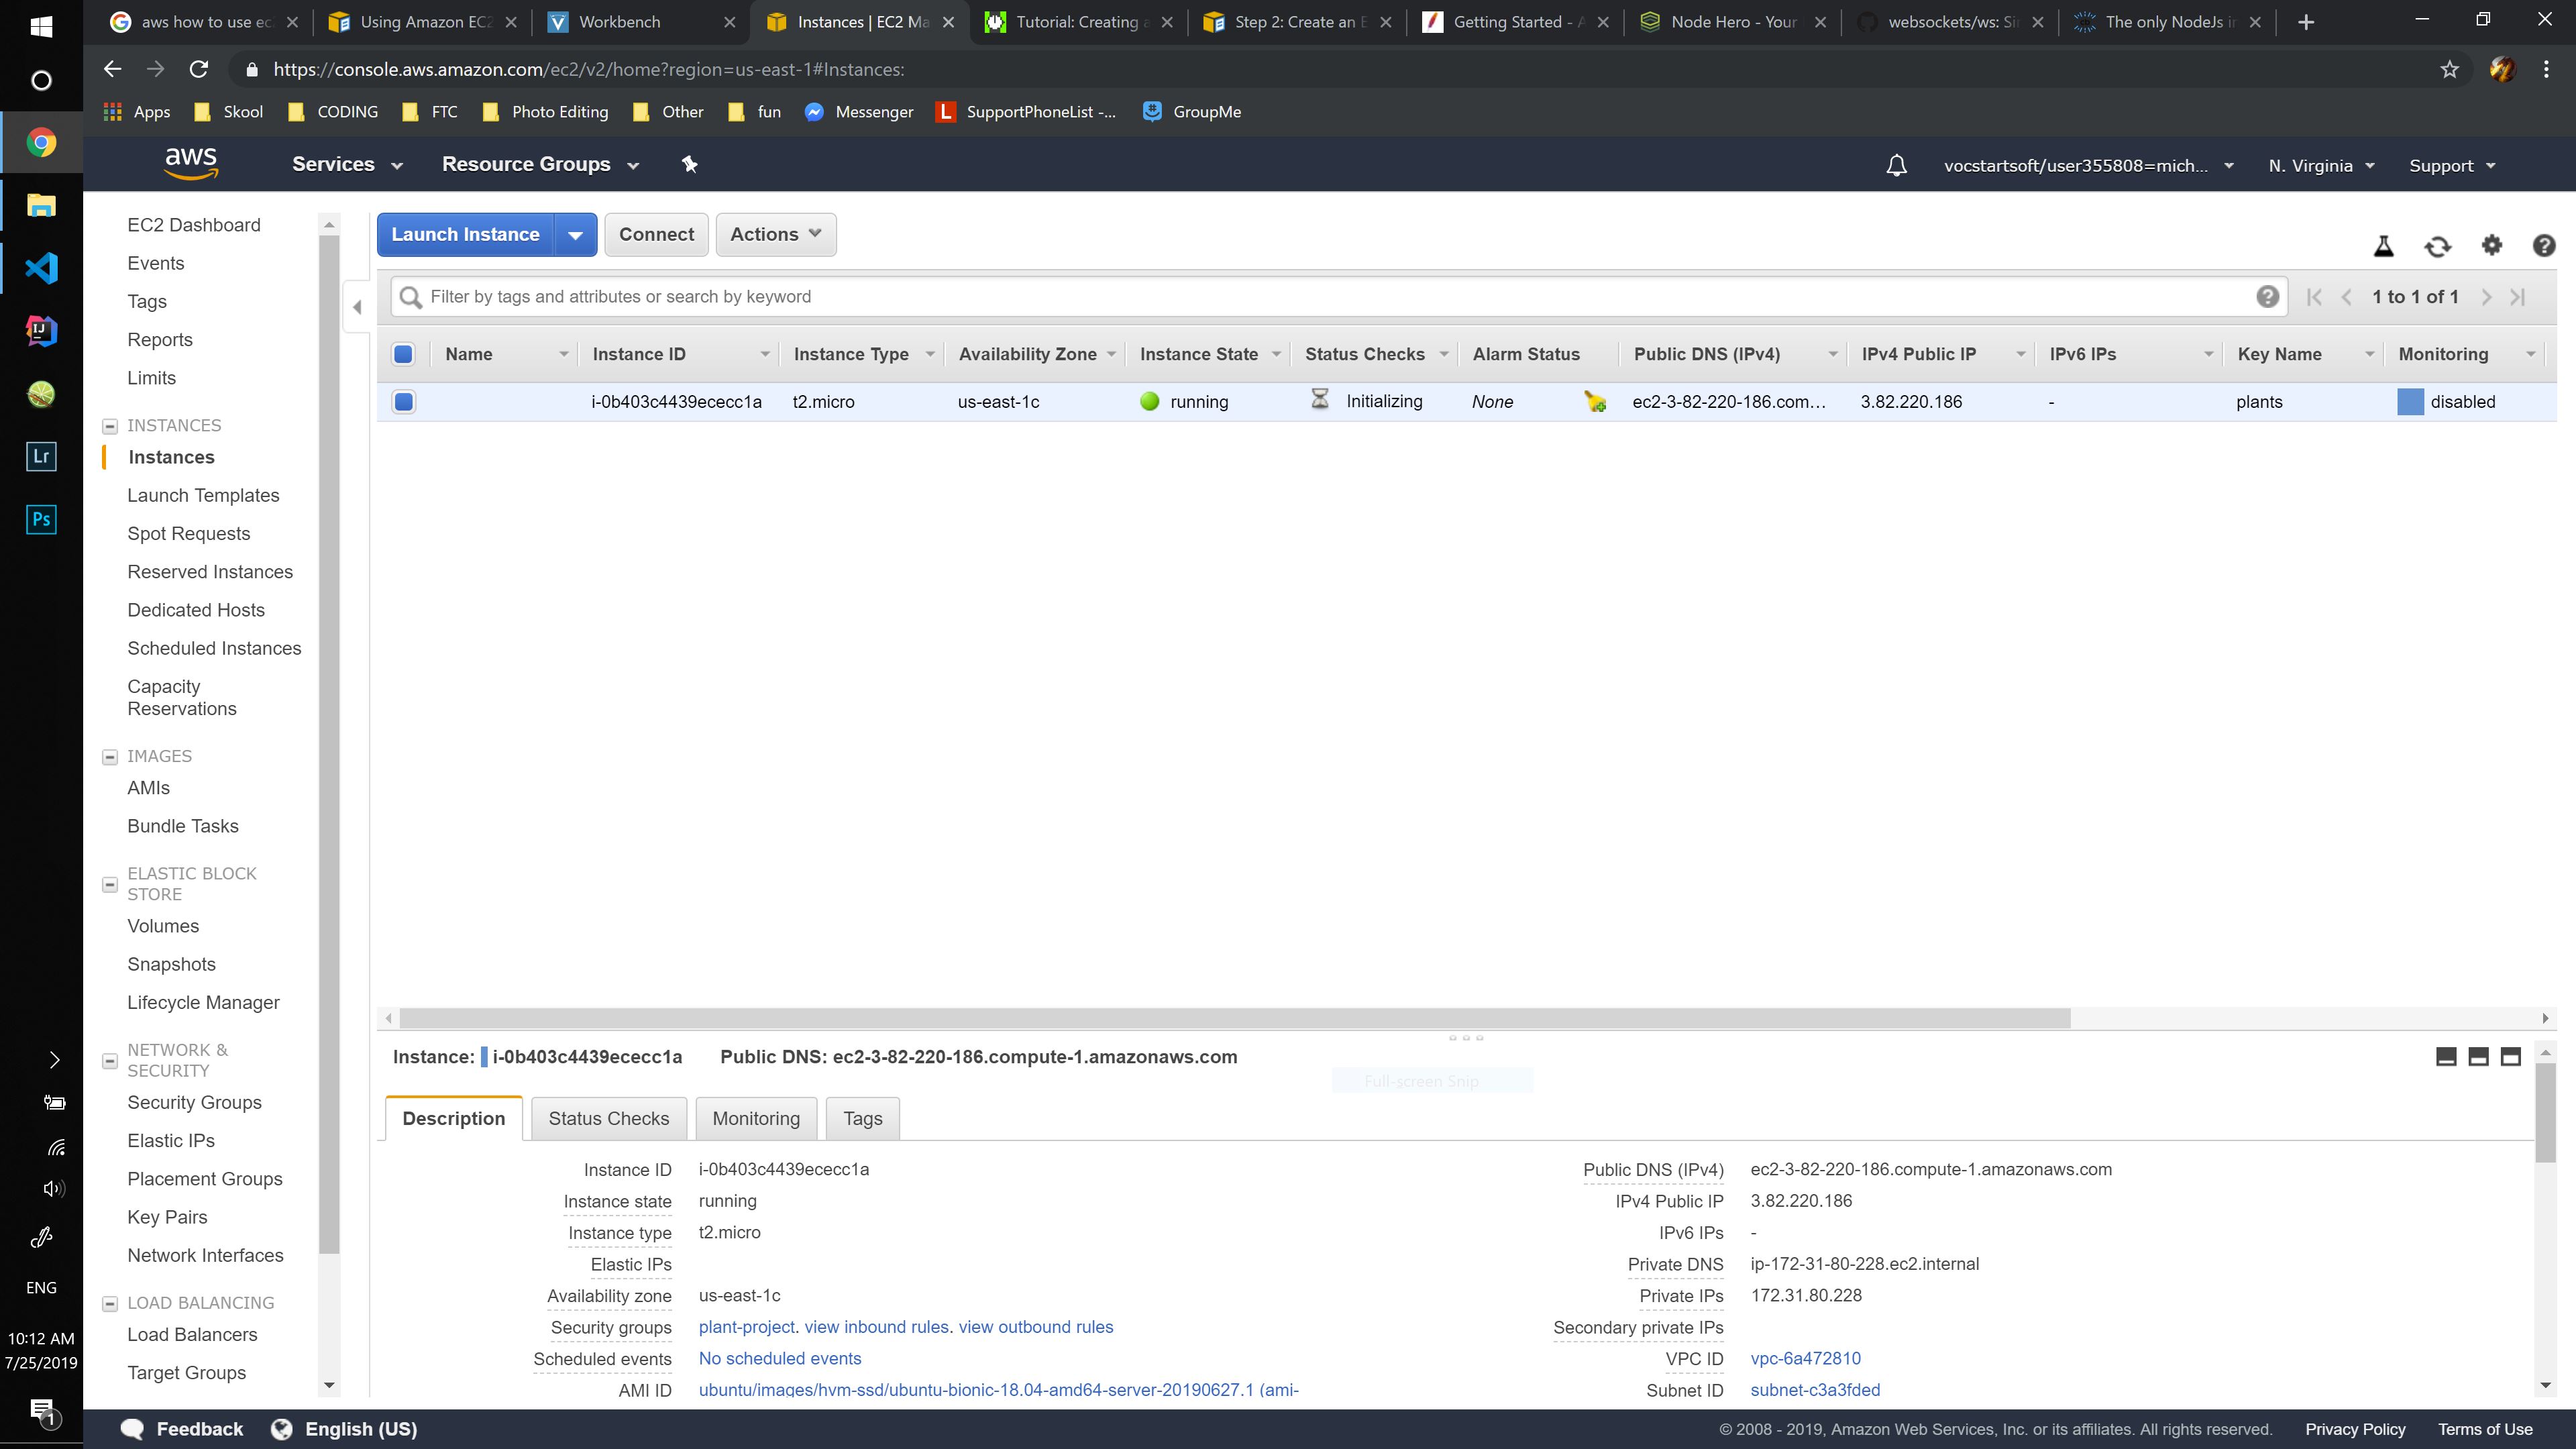 aws how to use ec
Using Amazon EC2
Workbench
Instances | EC2 Ma
Tutorial: Creating a
Step 2: Create an E
Getting Started - A
Node Hero - Your
websockets/ws: Si
The only NodeJs i
https://console.aws.amazon.com/ec2/v2/home?region=us-east-1#Instances:
Apps Skool CODING FTC Photo Editing Other fun Messenger SupportPhoneList -... GroupMe
aws Services Resource Groups vocstartsoft/user355808=mich... N. Virginia Support
EC2 Dashboard
Events
Tags
Reports
Limits
INSTANCES
Instances
Launch Templates
Spot Requests
Reserved Instances
Dedicated Hosts
Scheduled Instances
Capacity
Reservations
IMAGES
AMIs
Bundle Tasks
ELASTIC BLOCK
STORE
Volumes
Snapshots
Lifecycle Manager
NETWORK &
SECURITY
Security Groups
Elastic IPs
Placement Groups
Key Pairs
Network Interfaces
LOAD BALANCING
Load Balancers
Target Groups
Launch Instance Connect Actions
Filter by tags and attributes or search by keyword
1 to 1 of 1
Name Instance ID Instance Type Availability Zone Instance State Status Checks Alarm Status Public DNS (IPv4) IPv4 Public IP IPv6 IPs Key Name Monitoring
i-0b403c4439ececc1a t2.micro us-east-1c running Initializing None ec2-3-82-220-186.com... 3.82.220.186 - plants disabled
Instance: i-0b403c4439ececc1a Public DNS: ec2-3-82-220-186.compute-1.amazonaws.com
Full-screen Snip
Description Status Checks Monitoring Tags
Instance ID i-0b403c4439ececc1a
Instance state running
Instance type t2.micro
Elastic IPs
Availability zone us-east-1c
Security groups plant-project. view inbound rules. view outbound rules
Scheduled events No scheduled events
AMI ID ubuntu/images/hvm-ssd/ubuntu-bionic-18.04-amd64-server-20190627.1 (ami-
Public DNS (IPv4) ec2-3-82-220-186.compute-1.amazonaws.com
IPv4 Public IP 3.82.220.186
IPv6 IPs -
Private DNS ip-172-31-80-228.ec2.internal
Private IPs 172.31.80.228
Secondary private IPs
VPC ID vpc-6a472810
Subnet ID subnet-c3a3fded
IJ
Lr
Ps
ENG
10:12 AM
7/25/2019
1
Feedback English (US)
© 2008 - 2019, Amazon Web Services, Inc. or its affiliates. All rights reserved. Privacy Policy Terms of Use